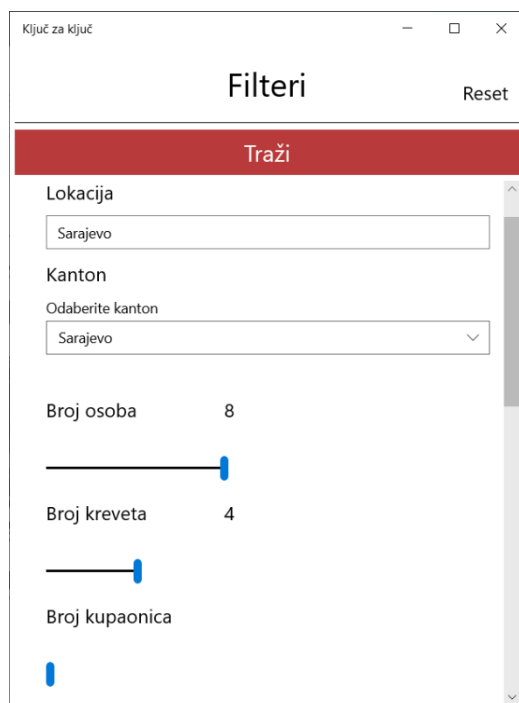 Ključ za ključ
Filteri
Reset
Traži
Lokacija
Sarajevo
Kanton
Odaberite kanton
Sarajevo
Broj osoba 8
Broj kreveta 4
Broj kupaonica